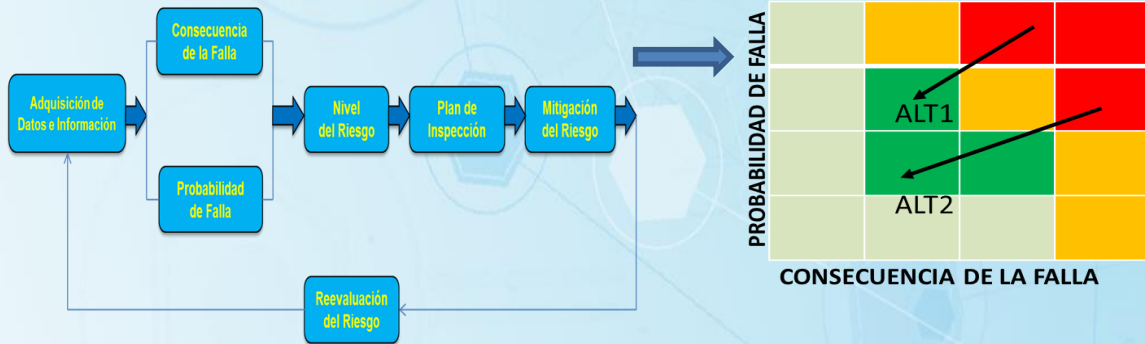 Consecuencia
de la Falla
Adquisición de
Datos e Información
Nivel
del Riesgo
Plan de
Inspección
Mitigación
del Riesgo
Probabilidad
de Falla
Reevaluación
del Riesgo
PROBABILIDAD DE FALLA
ALT1
ALT2
CONSECUENCIA DE LA FALLA